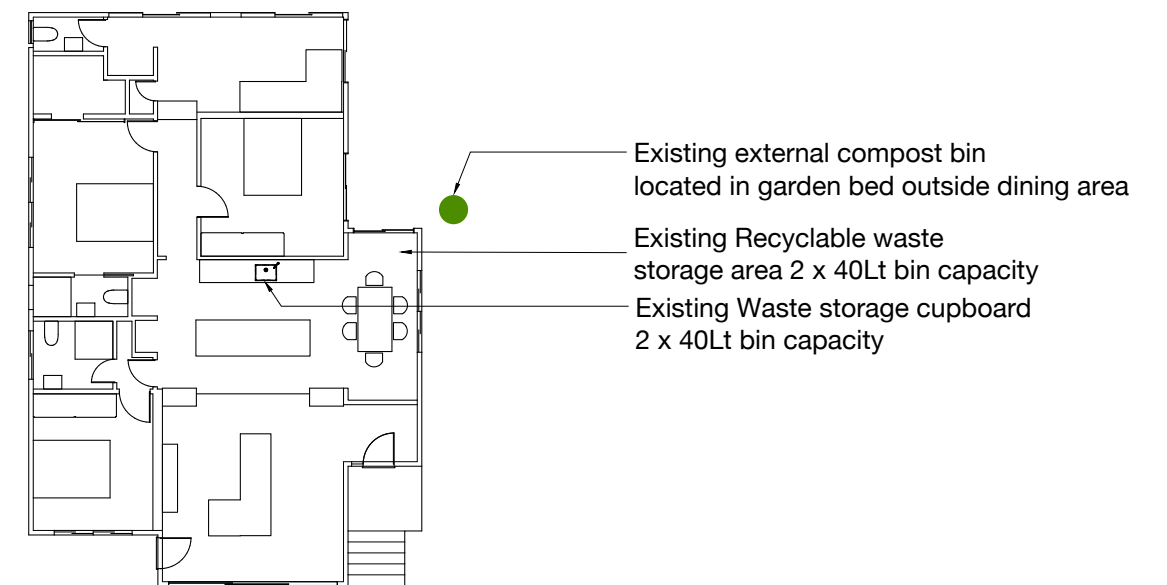 Existing external compost bin
located in garden bed outside dining area
Existing Recyclable waste
storage area 2 x 40Lt bin capacity
Existing Waste storage cupboard
2 x 40Lt bin capacity